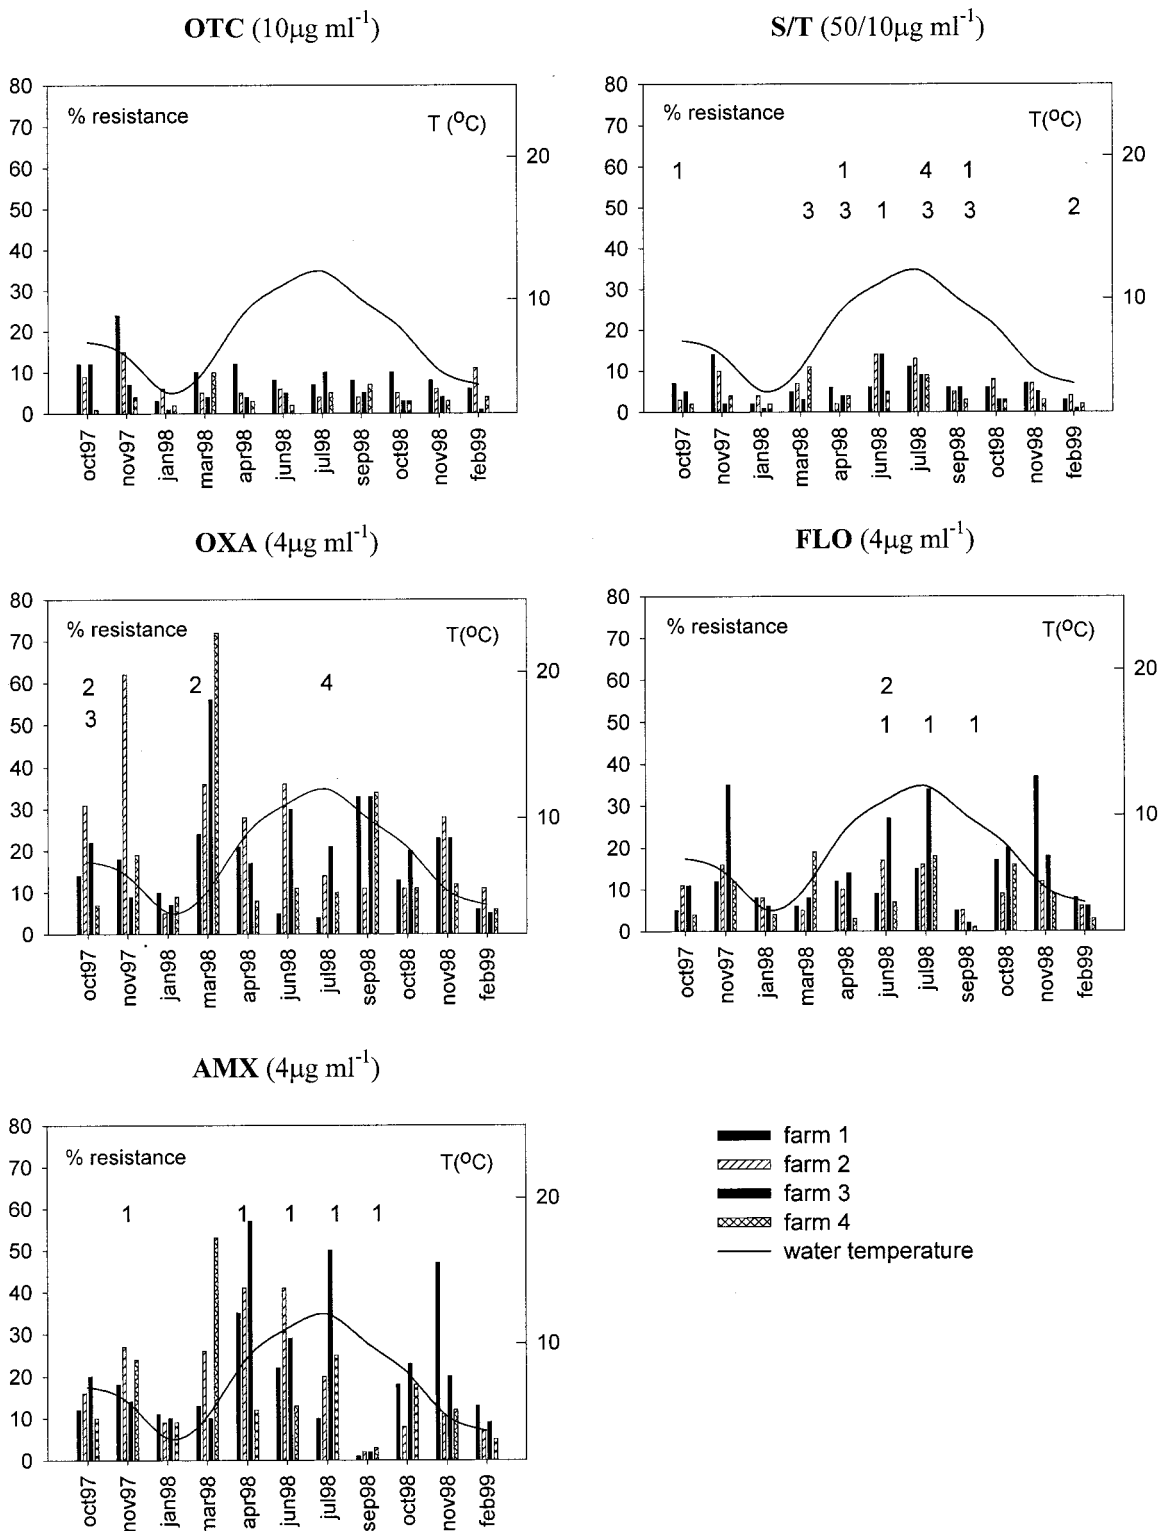 OTC (10μg ml⁻¹)
80
70
60
50
40
30
20
10
0
% resistance
T (ºC)
20
10
oct97
nov97
jan98
mar98
apr98
jun98
jul98
sep98
oct98
nov98
feb99
S/T (50/10μg ml⁻¹)
80
70
60
50
40
30
20
10
0
% resistance
T(ºC)
1 1 4 1
3 3 1 3 3 2
20
10
oct97
nov97
jan98
mar98
apr98
jun98
jul98
sep98
oct98
nov98
feb99
OXA (4μg ml⁻¹)
80
70
60
50
40
30
20
10
0
% resistance
T(ºC)
2 2 4
3
20
10
oct97
nov97
jan98
mar98
apr98
jun98
jul98
sep98
oct98
nov98
feb99
FLO (4μg ml⁻¹)
80
70
60
50
40
30
20
10
0
% resistance
T(ºC)
2
1 1 1
20
10
oct97
nov97
jan98
mar98
apr98
jun98
jul98
sep98
oct98
nov98
feb99
AMX (4μg ml⁻¹)
80
70
60
50
40
30
20
10
0
% resistance
T(ºC)
1 1 1 1 1
20
10
oct97
nov97
jan98
mar98
apr98
jun98
jul98
sep98
oct98
nov98
feb99
farm 1
farm 2
farm 3
farm 4
water temperature